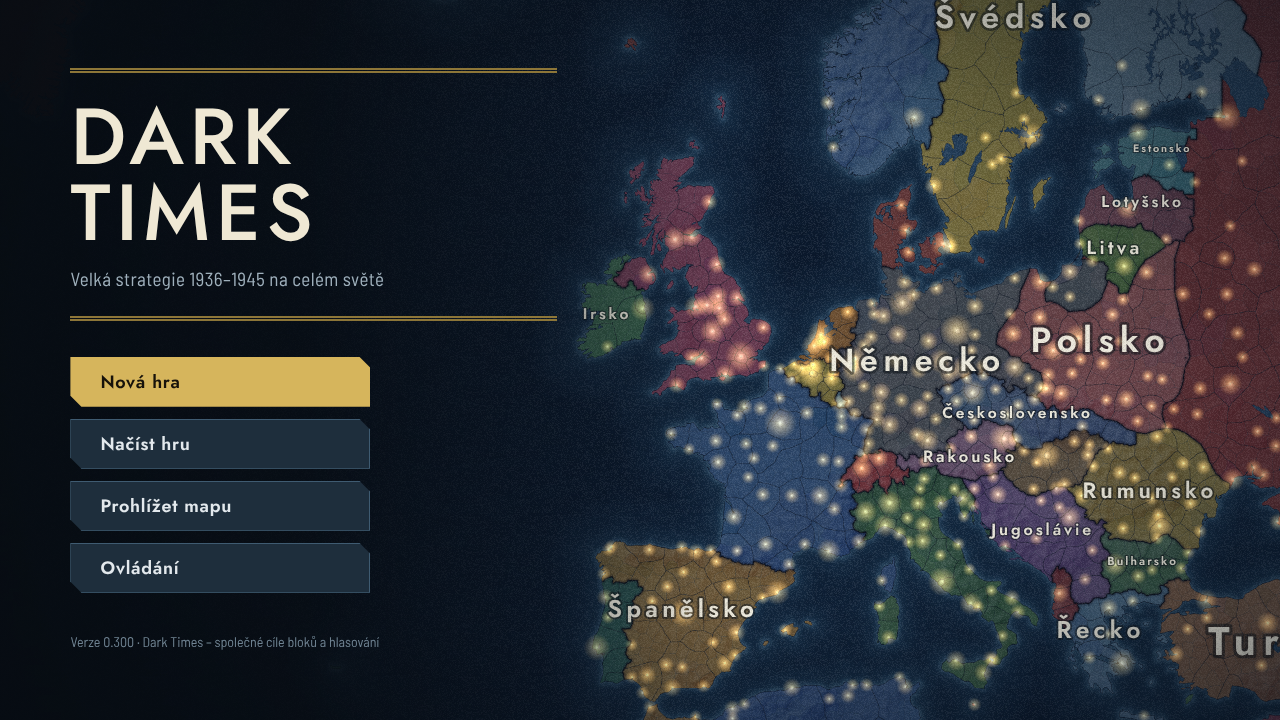 DARK
TIMES
Velká strategie 1936–1945 na celém světě
Nová hra
Načíst hru
Prohlížet mapu
Ovládání
Verze 0.300 · Dark Times – společné cíle bloků a hlasování
Švédsko
Estonsko
Lotyšsko
Litva
Irsko
Polsko
Německo
Československo
Rakousko
Rumunsko
Jugoslávie
Bulharsko
Španělsko
Řecko
Tur